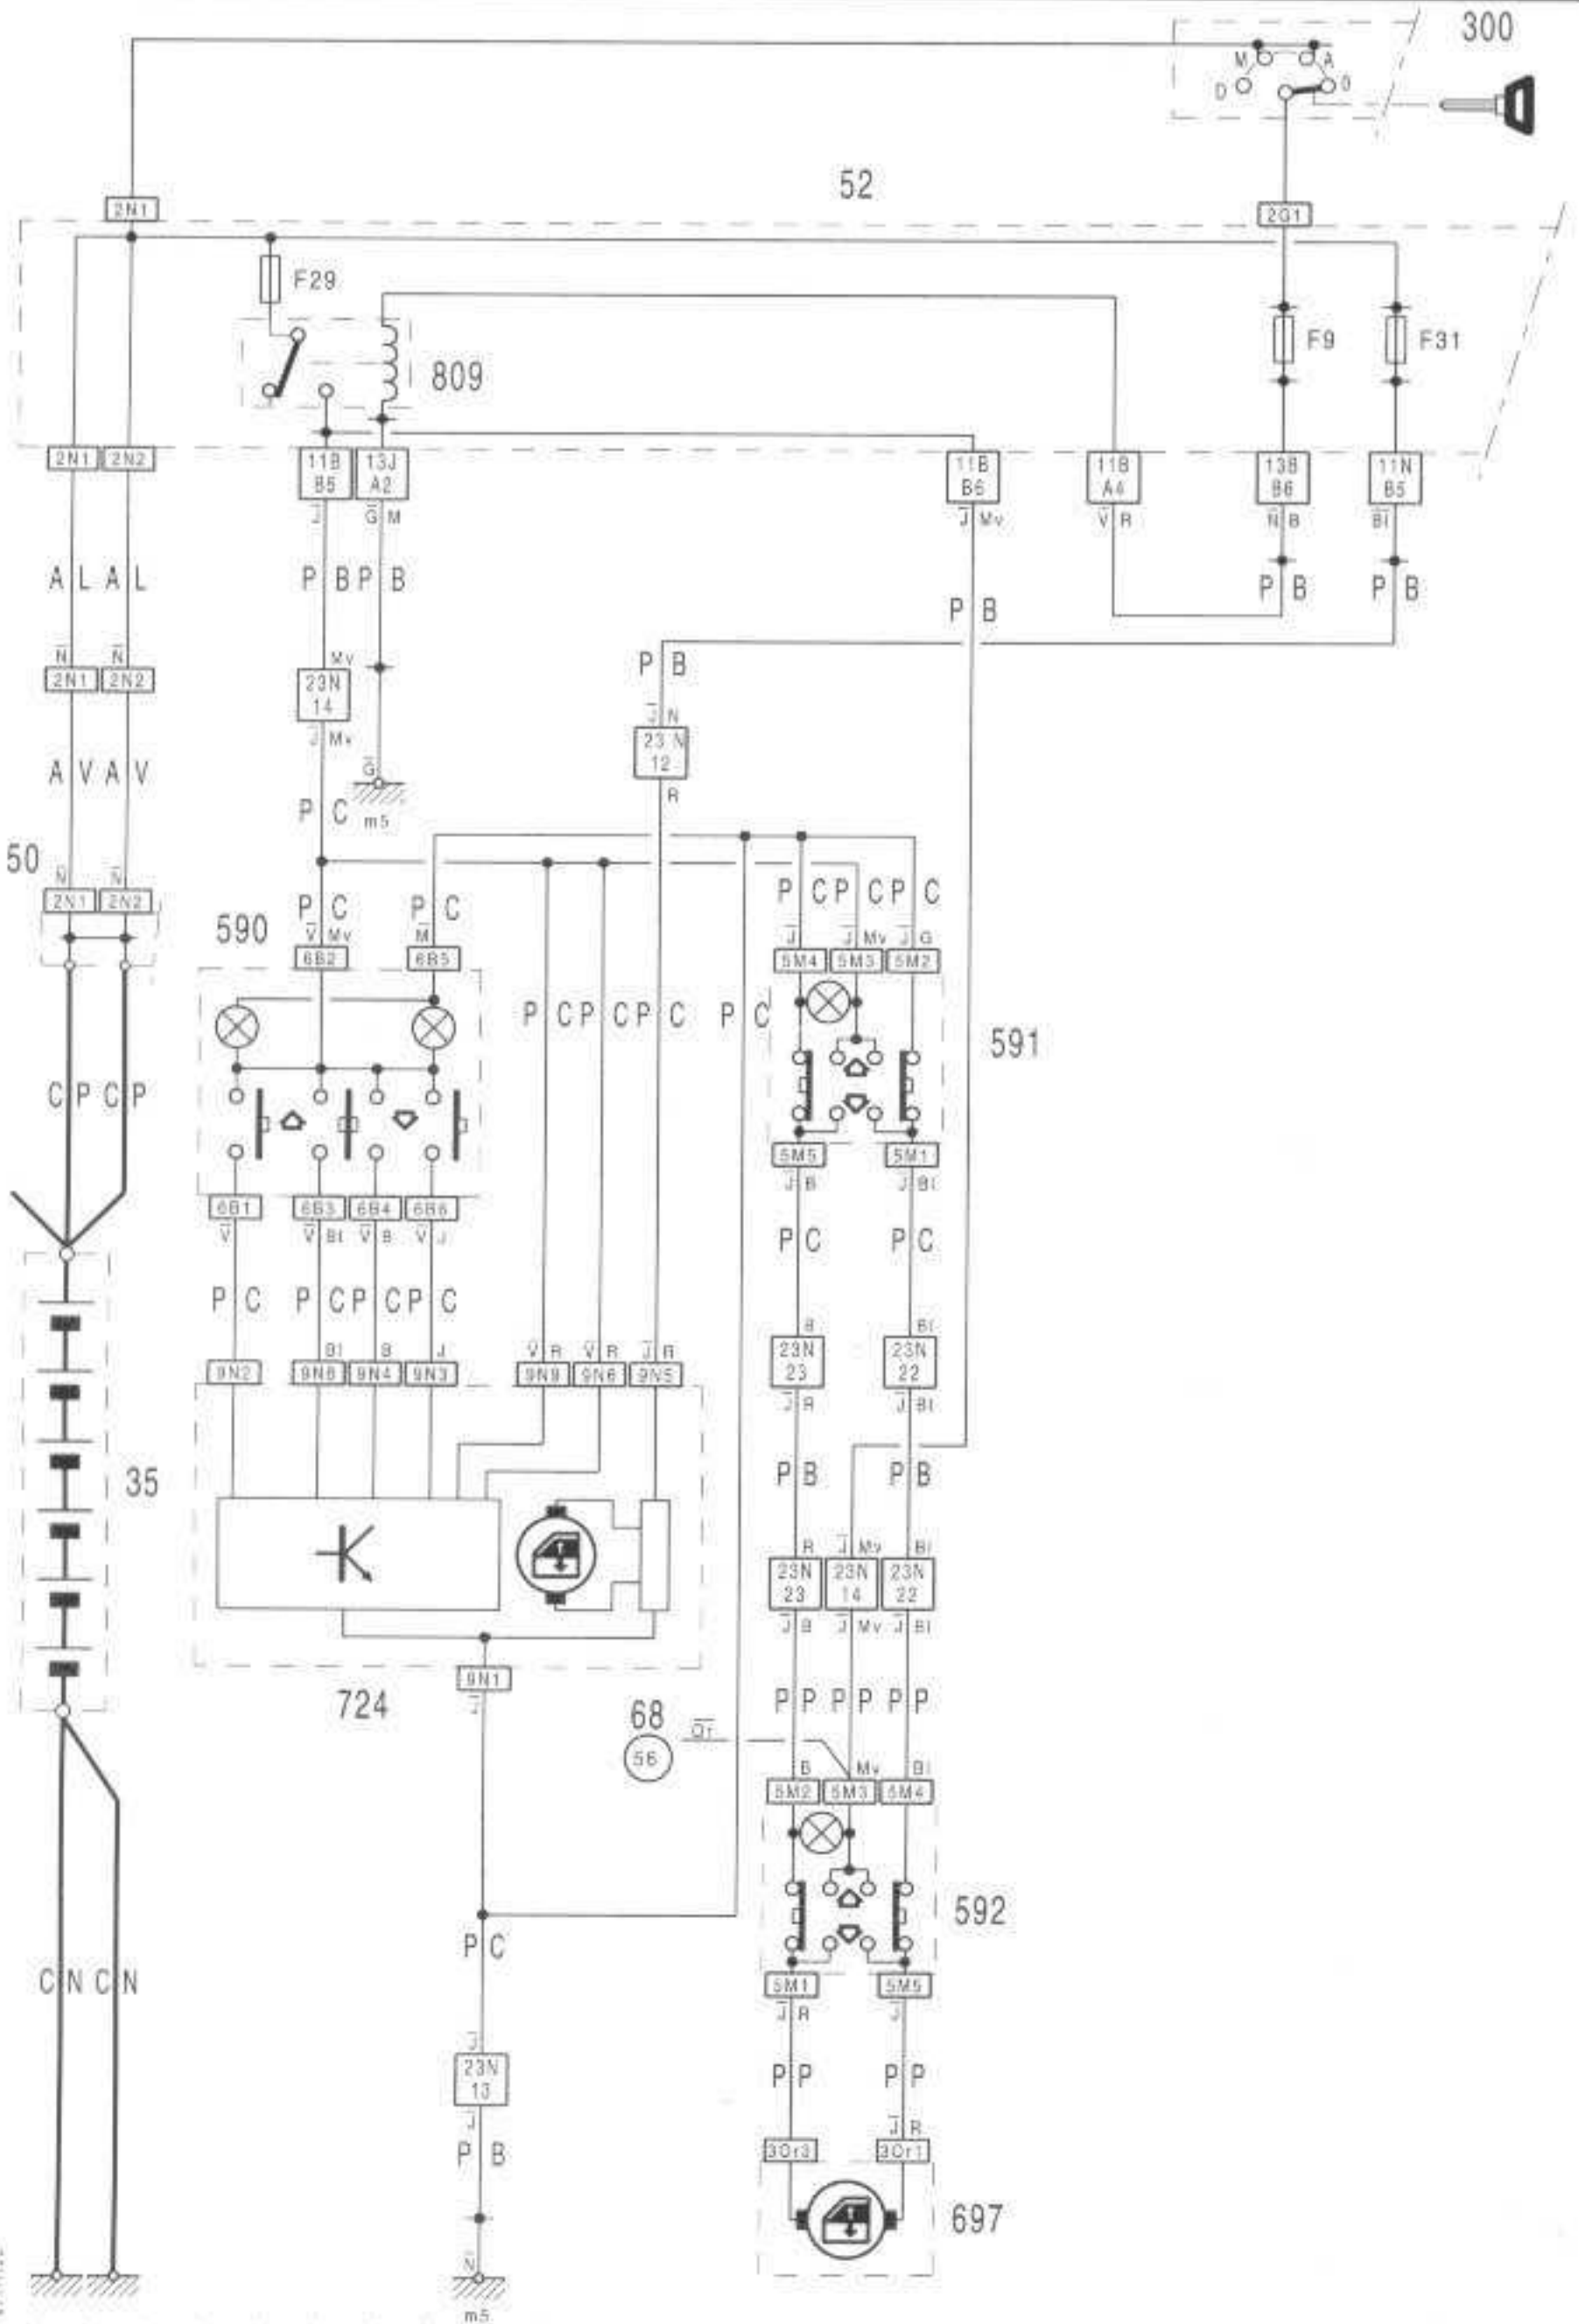 300
M A
D 0
52
2N1 2G1
F29
F9 F31
809
2N1 2N2 11B B5 13J A2 11B B6 11B A4 13B B6 11N B5
J̅ G̅ M J̅ Mv V̅ R N̅ B B̅l̅
A L A L P B P B P B P B P B
N̅ N̅ Mv P B
2N1 2N2 23N 14
J̅ Mv J̅ N
23 N 12
R
A V A V G̅
P C m5
50
N̅ N̅
2N1 2N2
590 P C P C P C P C P C
V̅ Mv M̅ J̅ J̅ Mv J̅ G
6B2 6B5 5M4 5M3 5M2
P C P C P C P C
591
C P C P
5M5 5M1
J̅ B J̅ Bl
6B1 6B3 6B4 6B6
V̅ V̅ Bl V̅ B V̅ J
P C P C
P C P C P C P C
B Bl
Bl B J V̅ R V̅ R J̅ R
9N2 9N8 9N4 9N3 9N9 9N6 9N5
23N 23 23N 22
J̅ R J̅ Bl
35
P B P B
R J̅ Mv Bl
23N 23 23N 14 23N 22
J̅ B J̅ Mv J̅ Bl
9N1
J̅
724
P P P P P P
68 O̅r̅
56
B Mv Bl
5M2 5M3 5M4
592
P C
C N C N
5M1 5M5
J̅ R J̅
J̅
23N 13
J̅
P P P P
J̅ R
P B
3Or3 3Or1
697
N̅
m5